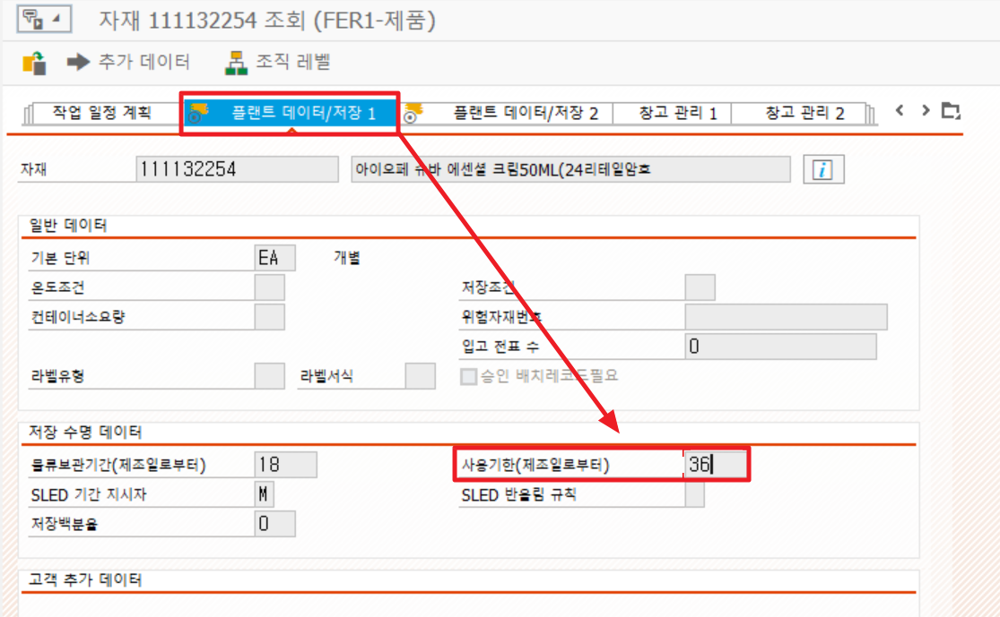 자재 111132254 조회 (FER1-제품)
추가 데이터 조직 레벨
작업 일정 계획 플랜트 데이터/저장 1 플랜트 데이터/저장 2 창고 관리 1 창고 관리 2
자재 111132254 아이오페 슈바 에센셜 크림50ML(24리테일암호
일반 데이터
기본 단위 EA 개별
온도조건 저장조건
컨테이너소요량 위험자재번호
입고 전표 수 0
라벨유형 라벨서식 승인 배치레코드필요
저장 수명 데이터
물류보관기간(제조일로부터) 18 사용기한(제조일로부터) 36
SLED 기간 지시자 M SLED 반올림 규칙
저장백분율 0
고객 추가 데이터